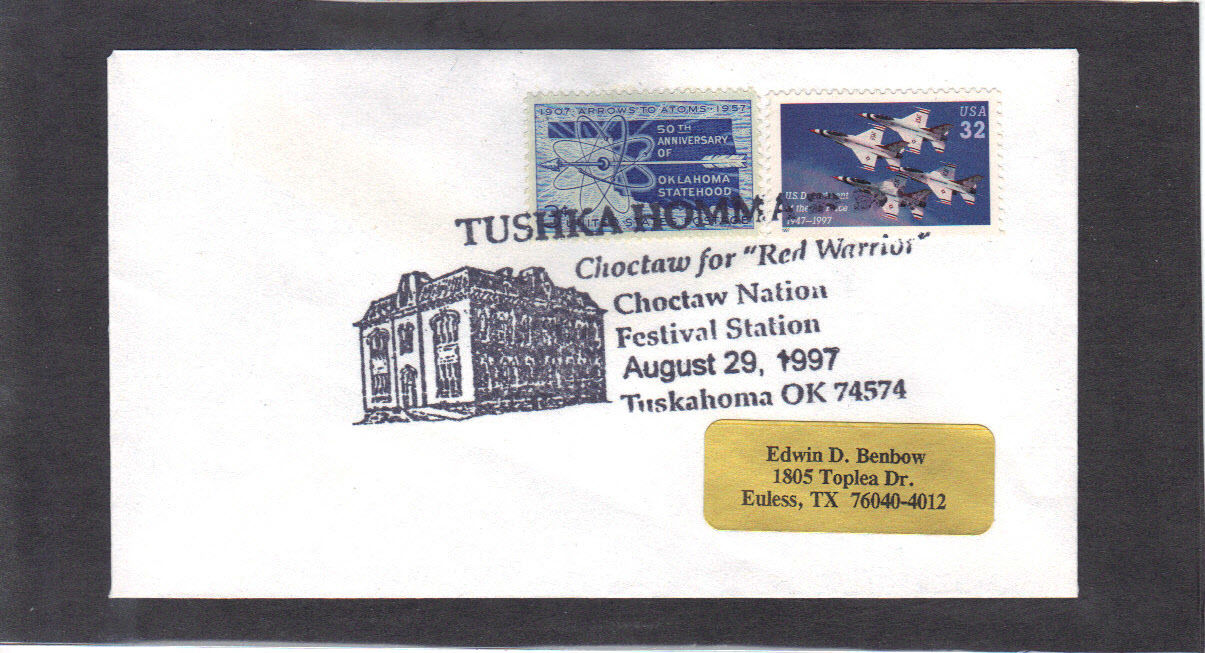 1907·ARROWS TO ATOMS·1957
50TH
ANNIVERSARY
OF
OKLAHOMA
STATEHOOD
USA
32
U.S.
1947–1997
TUSHKA HOMMA
Choctaw for "Red Warrior"
Choctaw Nation
Festival Station
August 29, 1997
Tuskahoma OK 74574
Edwin D. Benbow
1805 Toplea Dr.
Euless, TX 76040-4012